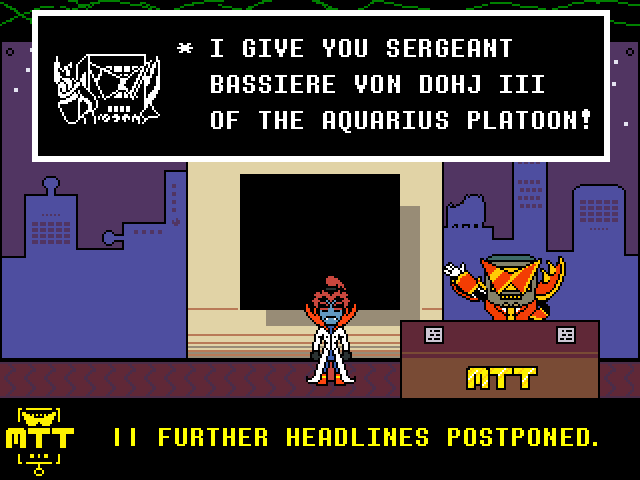 * I GIVE YOU SERGEANT
BASSIERE VON DOHJ III
OF THE AQUARIUS PLATOON!
MTT
MTT
|| FURTHER HEADLINES POSTPONED.